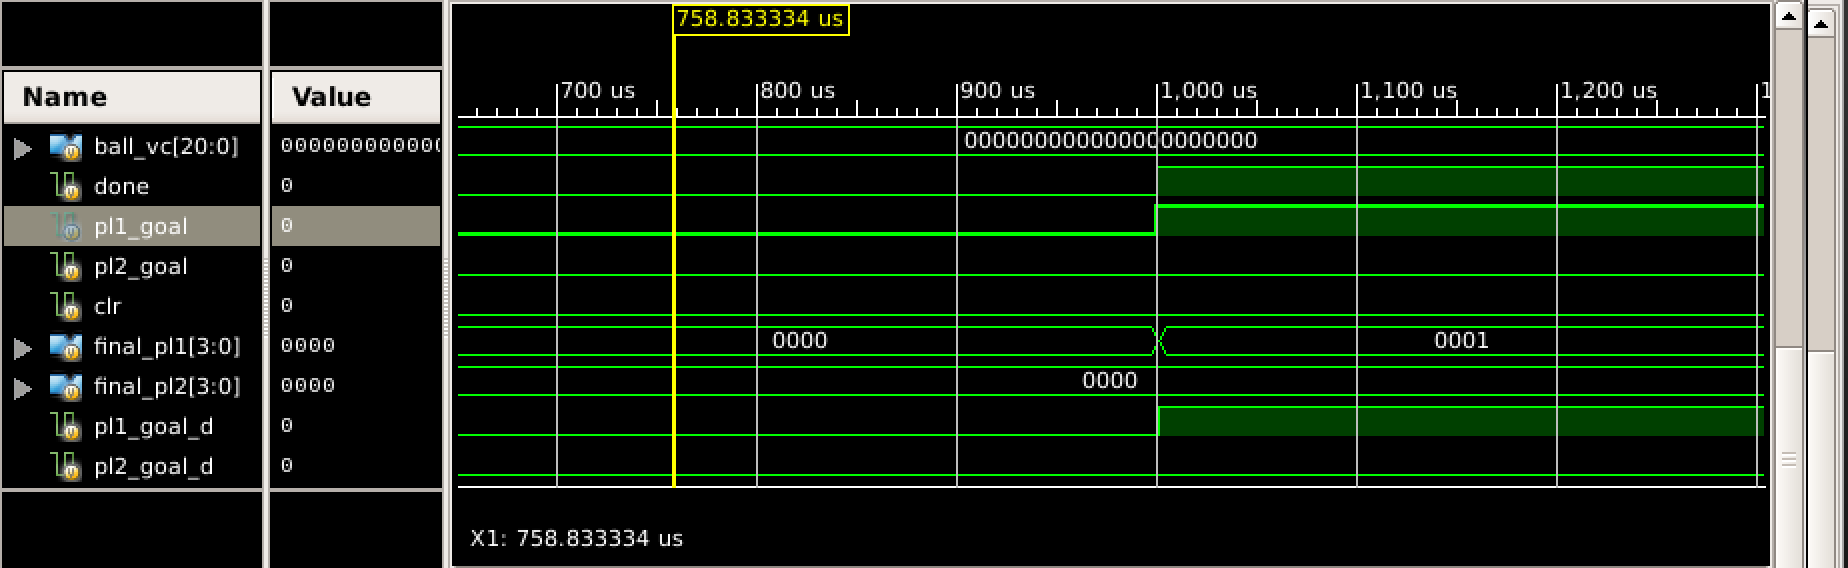 758.833334 us
Name Value
700 us 800 us 900 us 1,000 us 1,100 us 1,200 us
ball_vc[20:0] 000000000000 000000000000000000000
done 0
pl1_goal 0
pl2_goal 0
clr 0
final_pl1[3:0] 0000 0000 0001
final_pl2[3:0] 0000 0000
pl1_goal_d 0
pl2_goal_d 0
X1: 758.833334 us